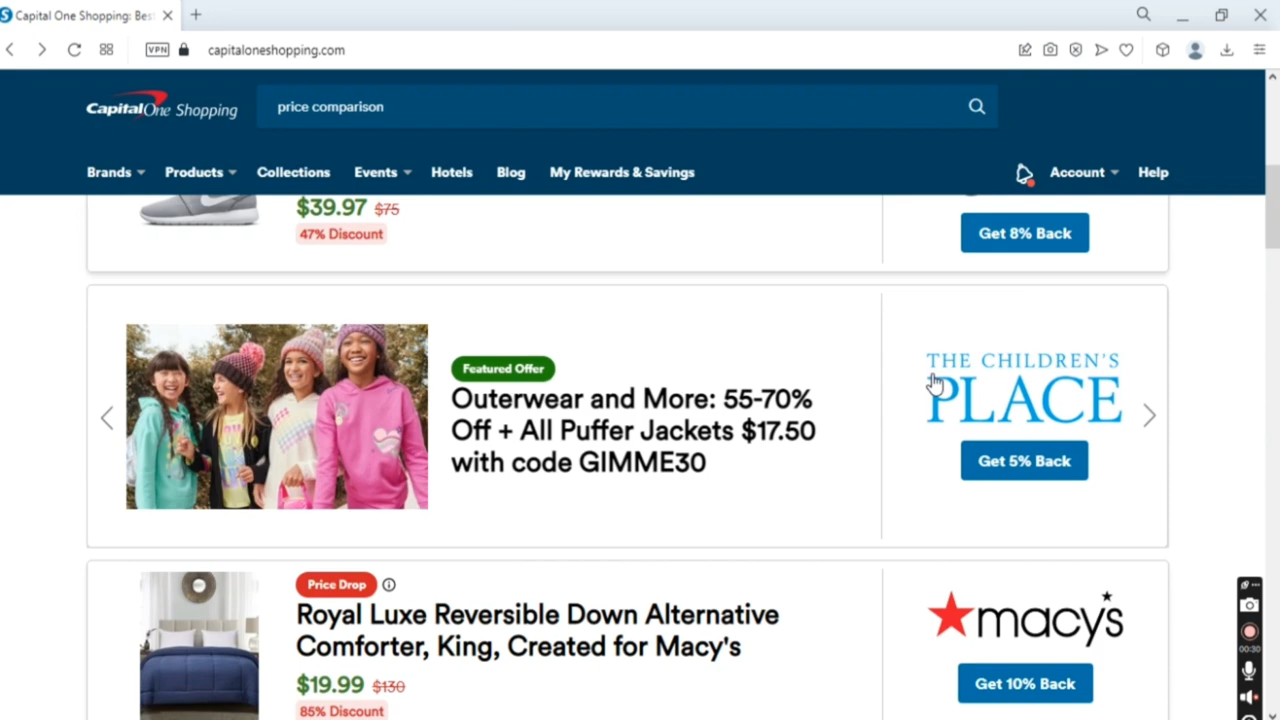 Capital One Shopping: Bes
VPN capitaloneshopping.com
CapitalOne Shopping
price comparison
Brands Products Collections Events Hotels Blog My Rewards & Savings Account Help
$39.97 $75
47% Discount
Get 8% Back
Featured Offer
Outerwear and More: 55-70%
Off + All Puffer Jackets $17.50
with code GIMME30
THE CHILDREN'S
PLACE
Get 5% Back
Price Drop
Royal Luxe Reversible Down Alternative
Comforter, King, Created for Macy's
$19.99 $130
85% Discount
macy's
Get 10% Back
00:30